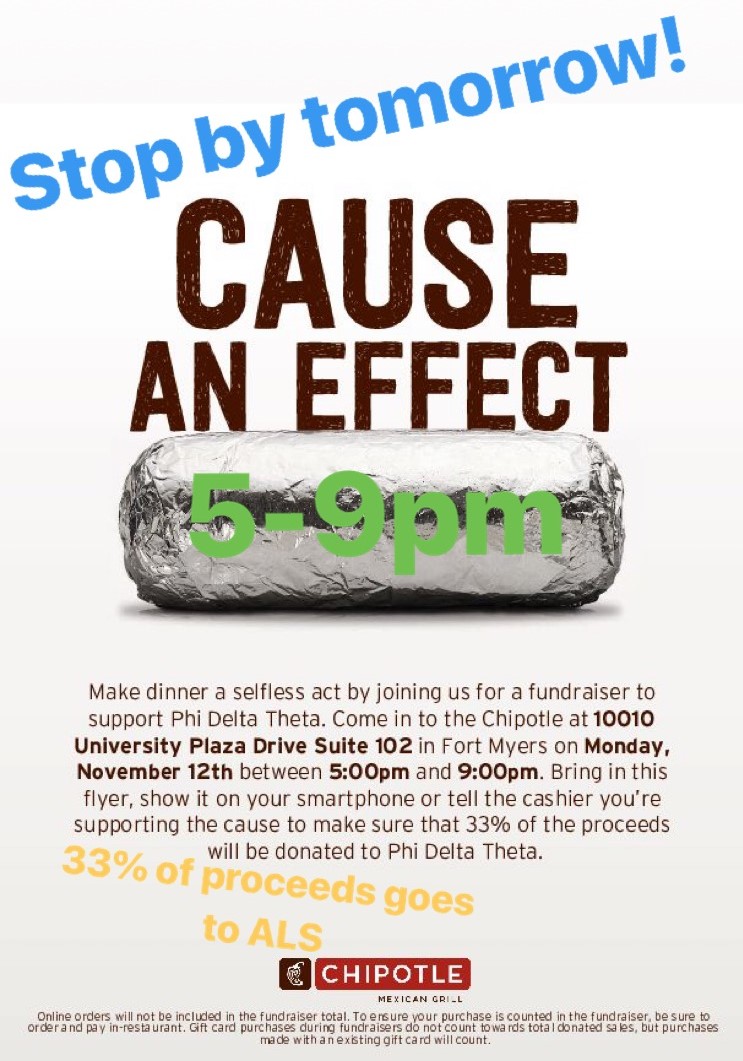 Stop by tomorrow!
CAUSE
AN EFFECT
5-9pm
Make dinner a selfless act by joining us for a fundraiser to
support Phi Delta Theta. Come in to the Chipotle at 10010
University Plaza Drive Suite 102 in Fort Myers on Monday,
November 12th between 5:00pm and 9:00pm. Bring in this
flyer, show it on your smartphone or tell the cashier you're
supporting the cause to make sure that 33% of the proceeds
will be donated to Phi Delta Theta.
33% of proceeds goes
to ALS
CHIPOTLE
MEXICAN GRILL
Online orders will not be included in the fundraiser total. To ensure your purchase is counted in the fundraiser, be sure to
order and pay in-restaurant. Gift card purchases during fundraisers do not count towards total donated sales, but purchases
made with an existing gift card will count.